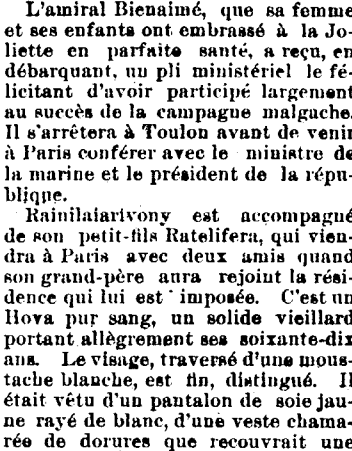 L'amiral Bienaimé, que sa femme
et ses enfants ont embrassé à la Jo-
liette en parfaite santé, a reçu, en
débarquant, un pli ministériel le fé-
licitant d'avoir participé largement
au succès de la campagne malgache.
Il s'arrêtera à Toulon avant de venir
à Paris conférer avec le ministre de
la marine et le président de la répu-
blique.
Rainilaiarivony est accompagné
de son petit-fils Ratelifera, qui vien-
dra à Paris avec deux amis quand
son grand-père aura rejoint la rési-
dence qui lui est imposée. C'est un
Hova pur sang, un solide vieillard
portant allègrement ses soixante-dix
ans. Le visage, traversé d'une mous-
tache blanche, est fin, distingué. Il
était vêtu d'un pantalon de soie jau-
ne rayé de blanc, d'une veste chama-
rée de dorures que recouvrait une